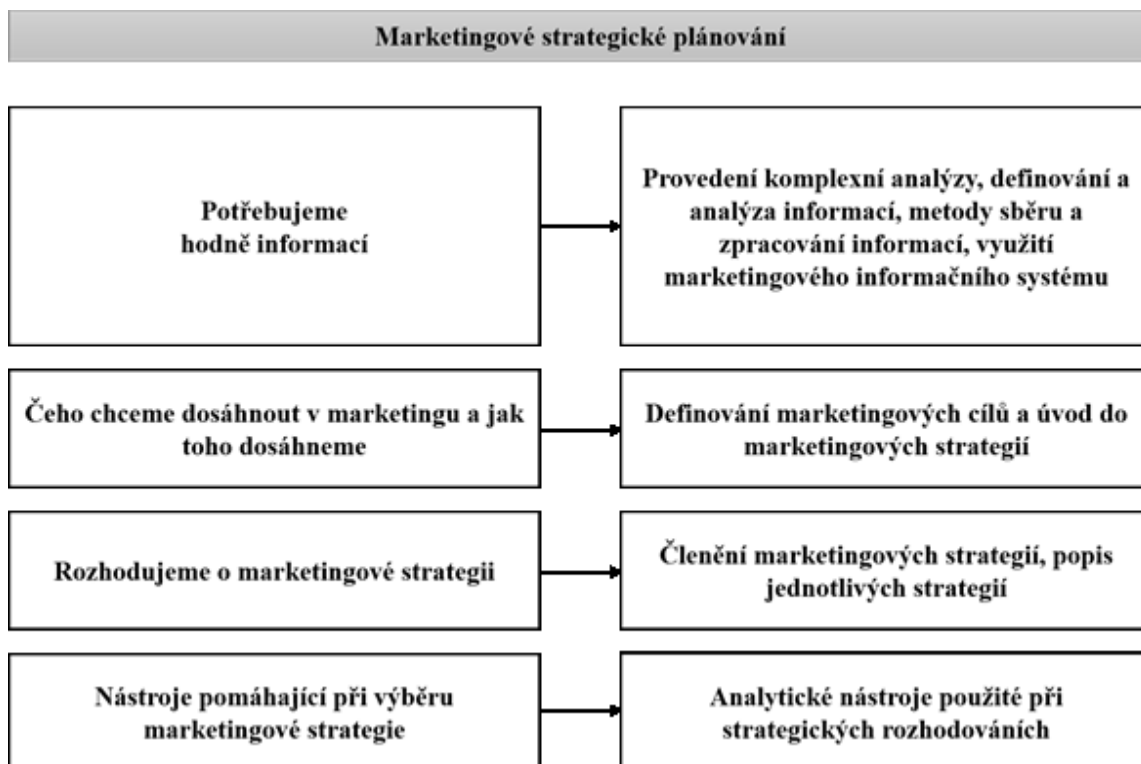 Marketingové strategické plánování
Potřebujeme
hodně informací
Provedení komplexní analýzy, definování a
analýza informací, metody sběru a
zpracování informací, využití
marketingového informačního systému
Čeho chceme dosáhnout v marketingu a jak
toho dosáhneme
Definování marketingových cílů a úvod do
marketingových strategií
Rozhodujeme o marketingové strategii
Členění marketingových strategií, popis
jednotlivých strategií
Nástroje pomáhající při výběru
marketingové strategie
Analytické nástroje použité při
strategických rozhodováních